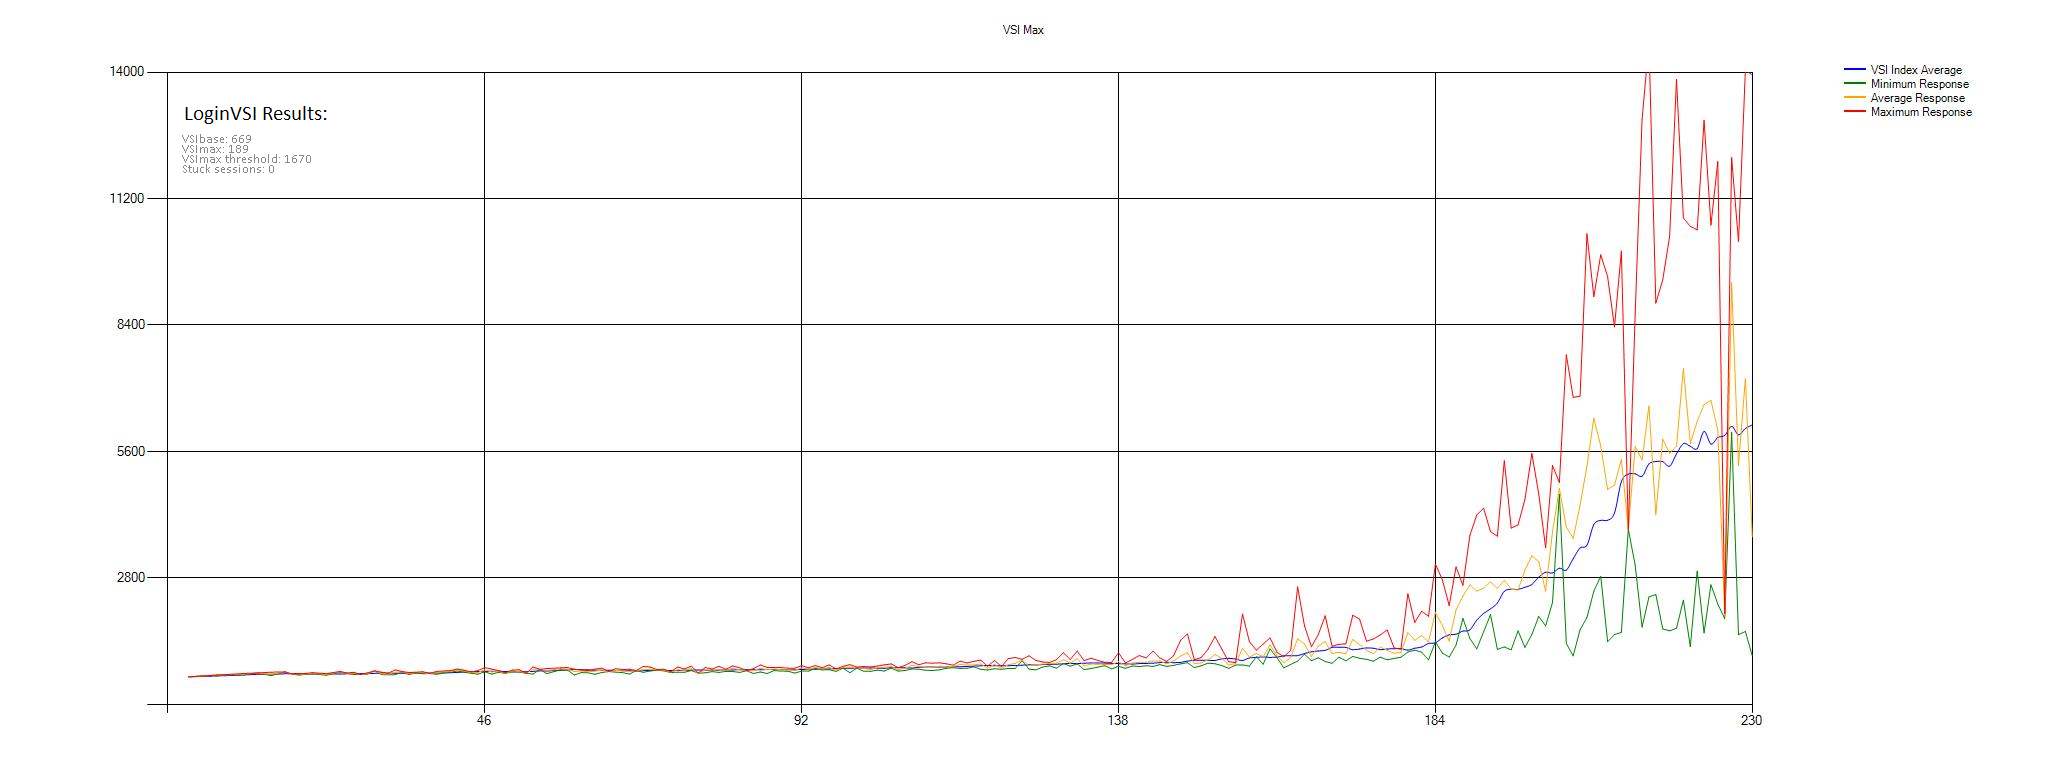 VSI Max
14000
11200
8400
5600
2800
46
92
138
184
230
LoginVSI Results:
VSIbase: 669
VSImax: 189
VSImax threshold: 1670
Stuck sessions: 0
VSI Index Average
Minimum Response
Average Response
Maximum Response